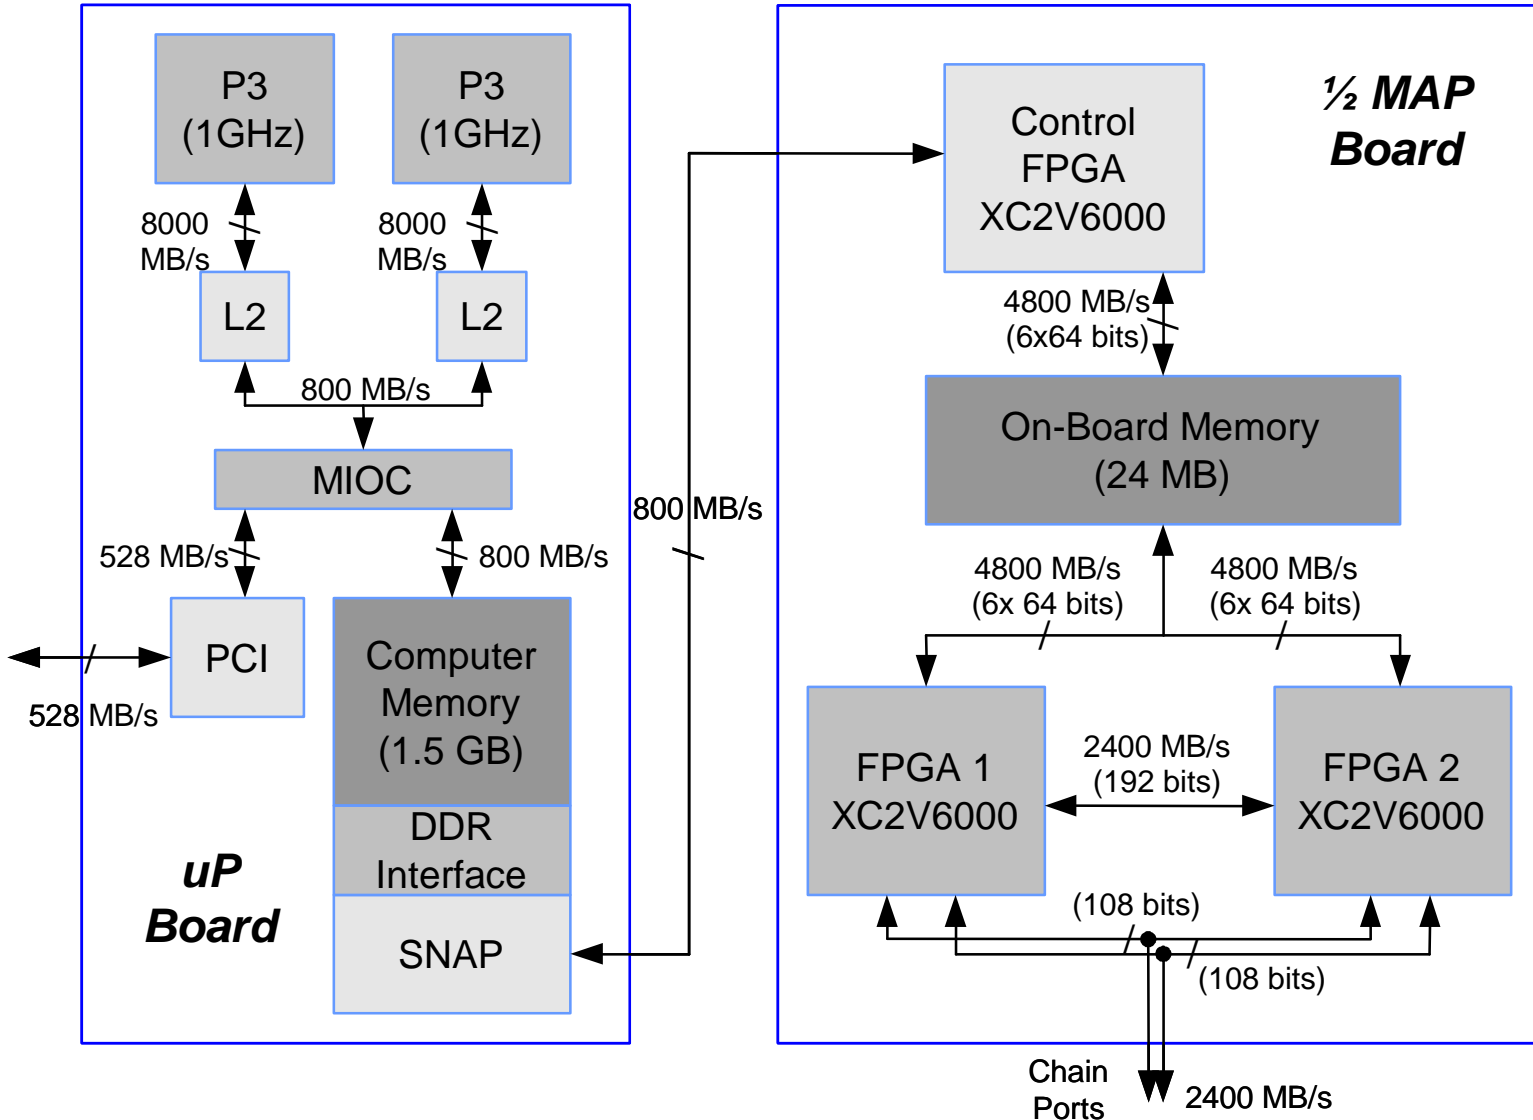 P3
(1GHz)
P3
(1GHz)
8000
MB/s
8000
MB/s
L2
L2
800 MB/s
MIOC
528 MB/s
800 MB/s
PCI
528 MB/s
Computer
Memory
(1.5 GB)
DDR
Interface
SNAP
uP
Board
800 MB/s
½ MAP
Board
Control
FPGA
XC2V6000
4800 MB/s
(6x64 bits)
On-Board Memory
(24 MB)
4800 MB/s
(6x 64 bits)
4800 MB/s
(6x 64 bits)
FPGA 1
XC2V6000
2400 MB/s
(192 bits)
FPGA 2
XC2V6000
(108 bits)
(108 bits)
Chain
Ports
2400 MB/s